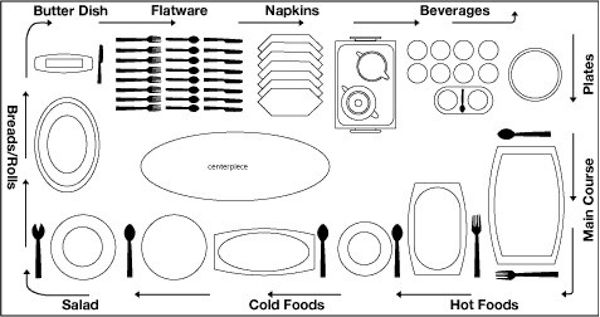 Butter Dish
Flatware
Napkins
Beverages
Plates
Main Course
Hot Foods
Cold Foods
Salad
Breads/Rolls
centerpiece